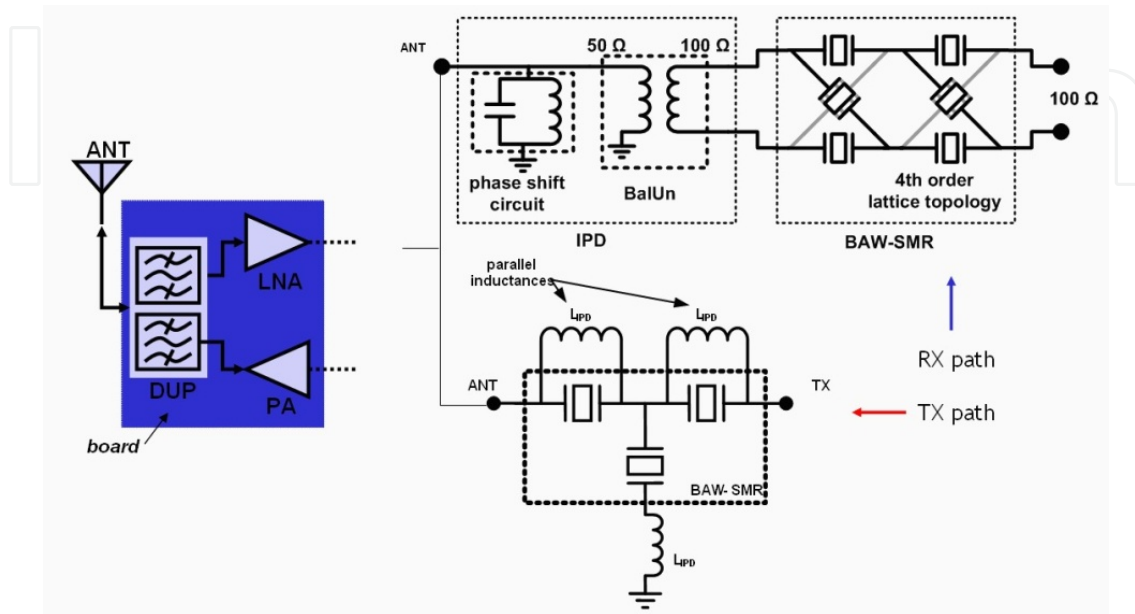 ANT
LNA
DUP
PA
board
ANT
50 Ω
100 Ω
phase shift
circuit
BalUn
IPD
100 Ω
4th order
lattice topology
BAW-SMR
parallel
inductances
LIPD
LIPD
ANT
TX
BAW- SMR
LIPD
RX path
TX path